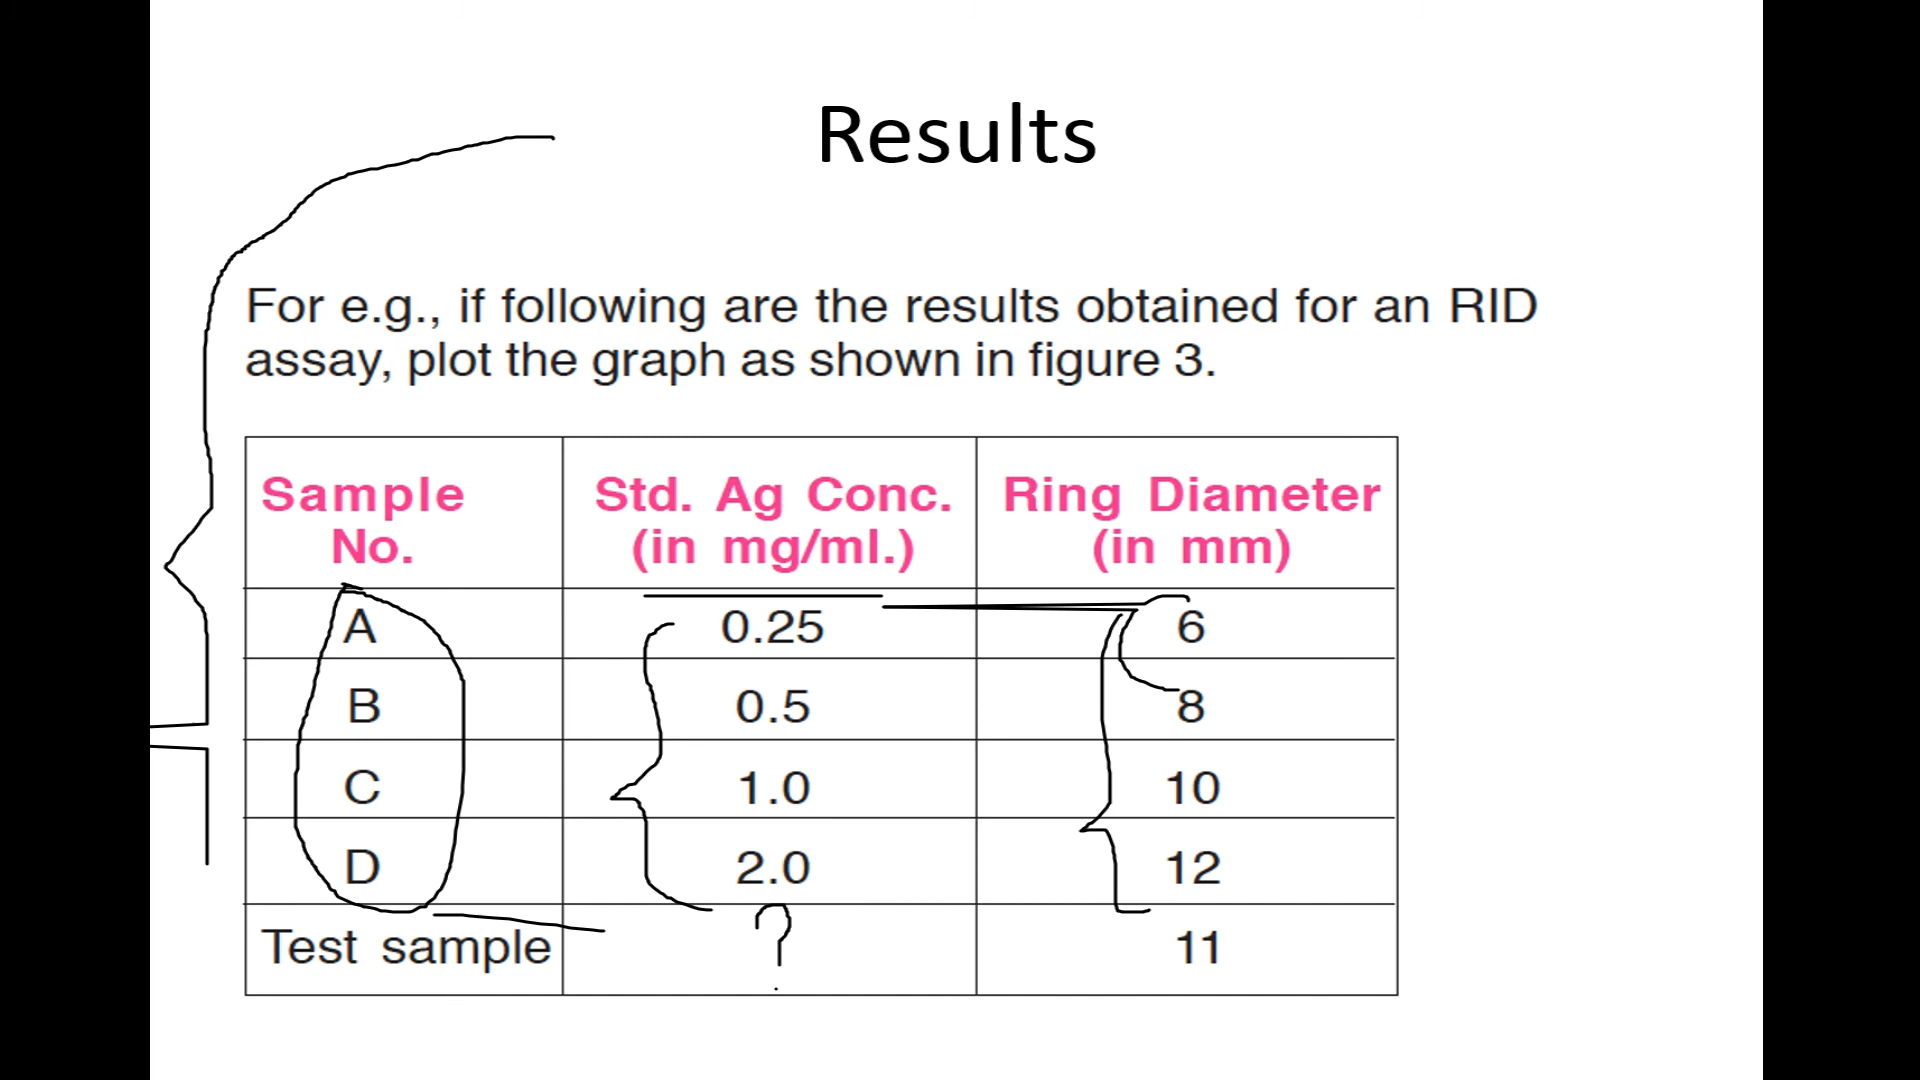 Results
For e.g., if following are the results obtained for an RID
assay, plot the graph as shown in figure 3.
Sample No. Std. Ag Conc. (in mg/ml.) Ring Diameter (in mm)
A 0.25 6
B 0.5 8
C 1.0 10
D 2.0 12
Test sample ? 11